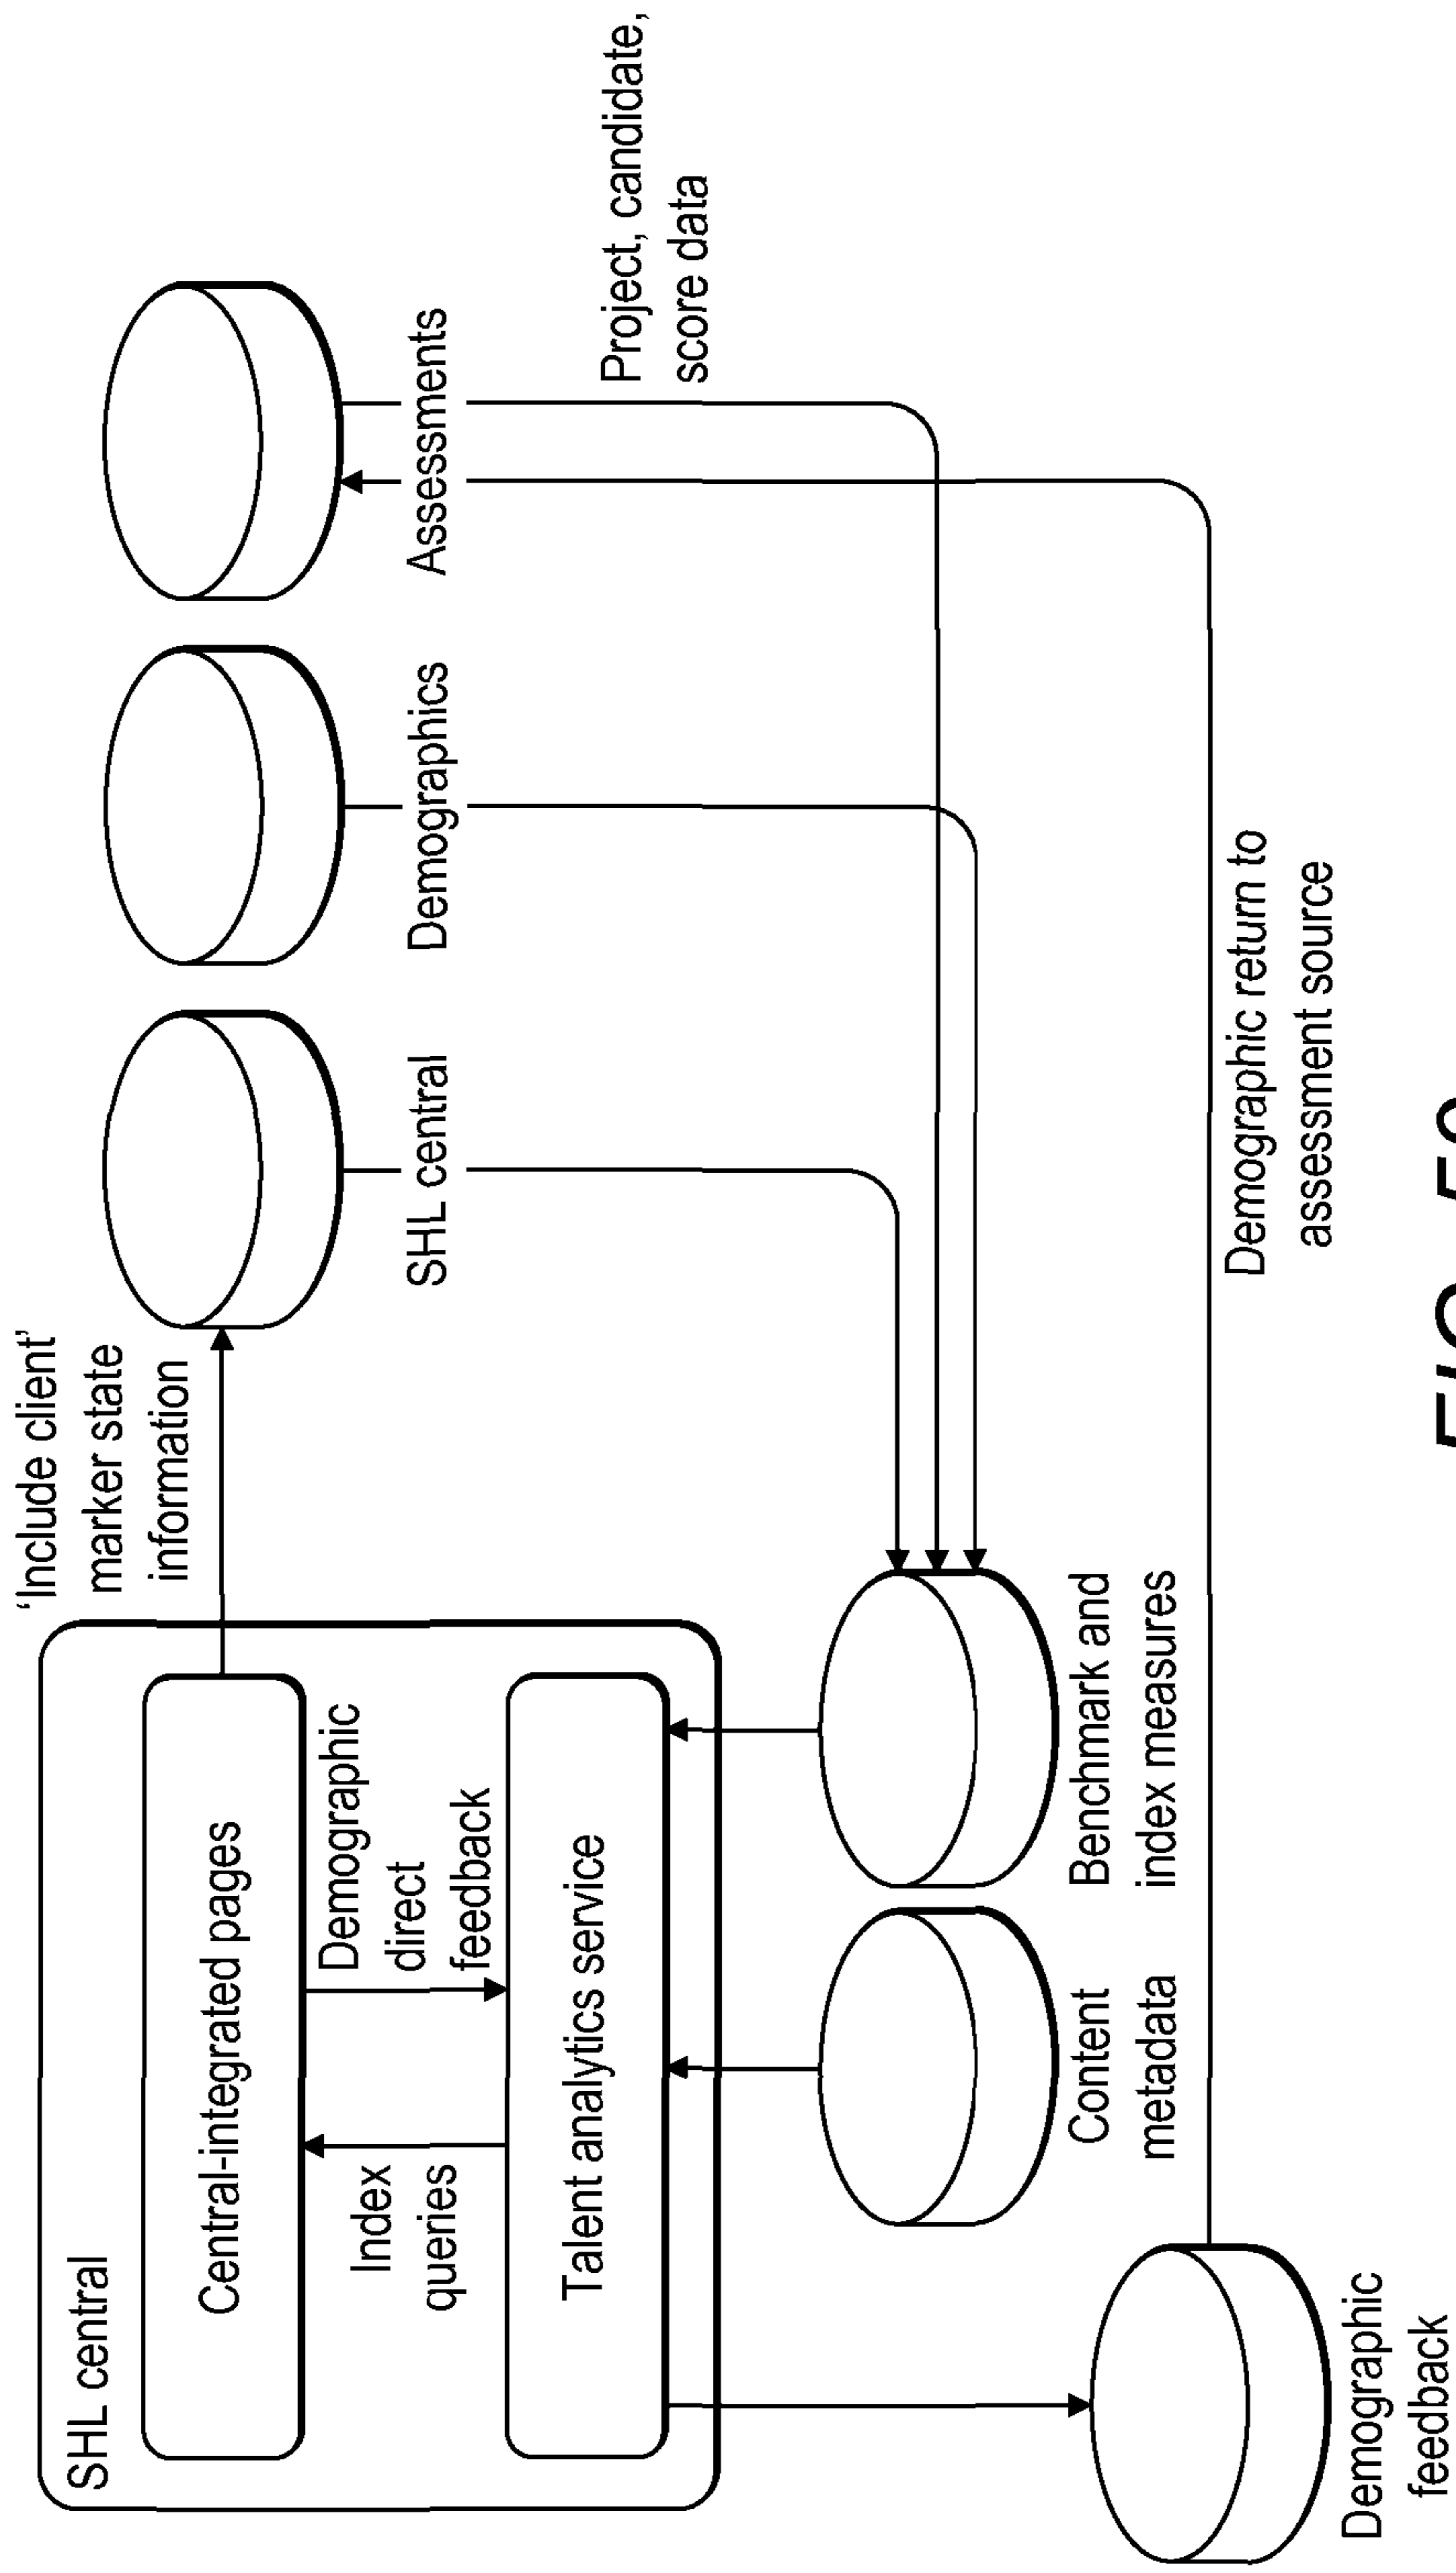 SHL central
Central-integrated pages
Index
queries
Demographic
direct
feedback
Talent analytics service
'Include client'
marker state
information
SHL central
Demographics
Assessments
Project, candidate,
score data
Content
metadata
Benchmark and
index measures
Demographic
feedback
Demographic return to
assessment source